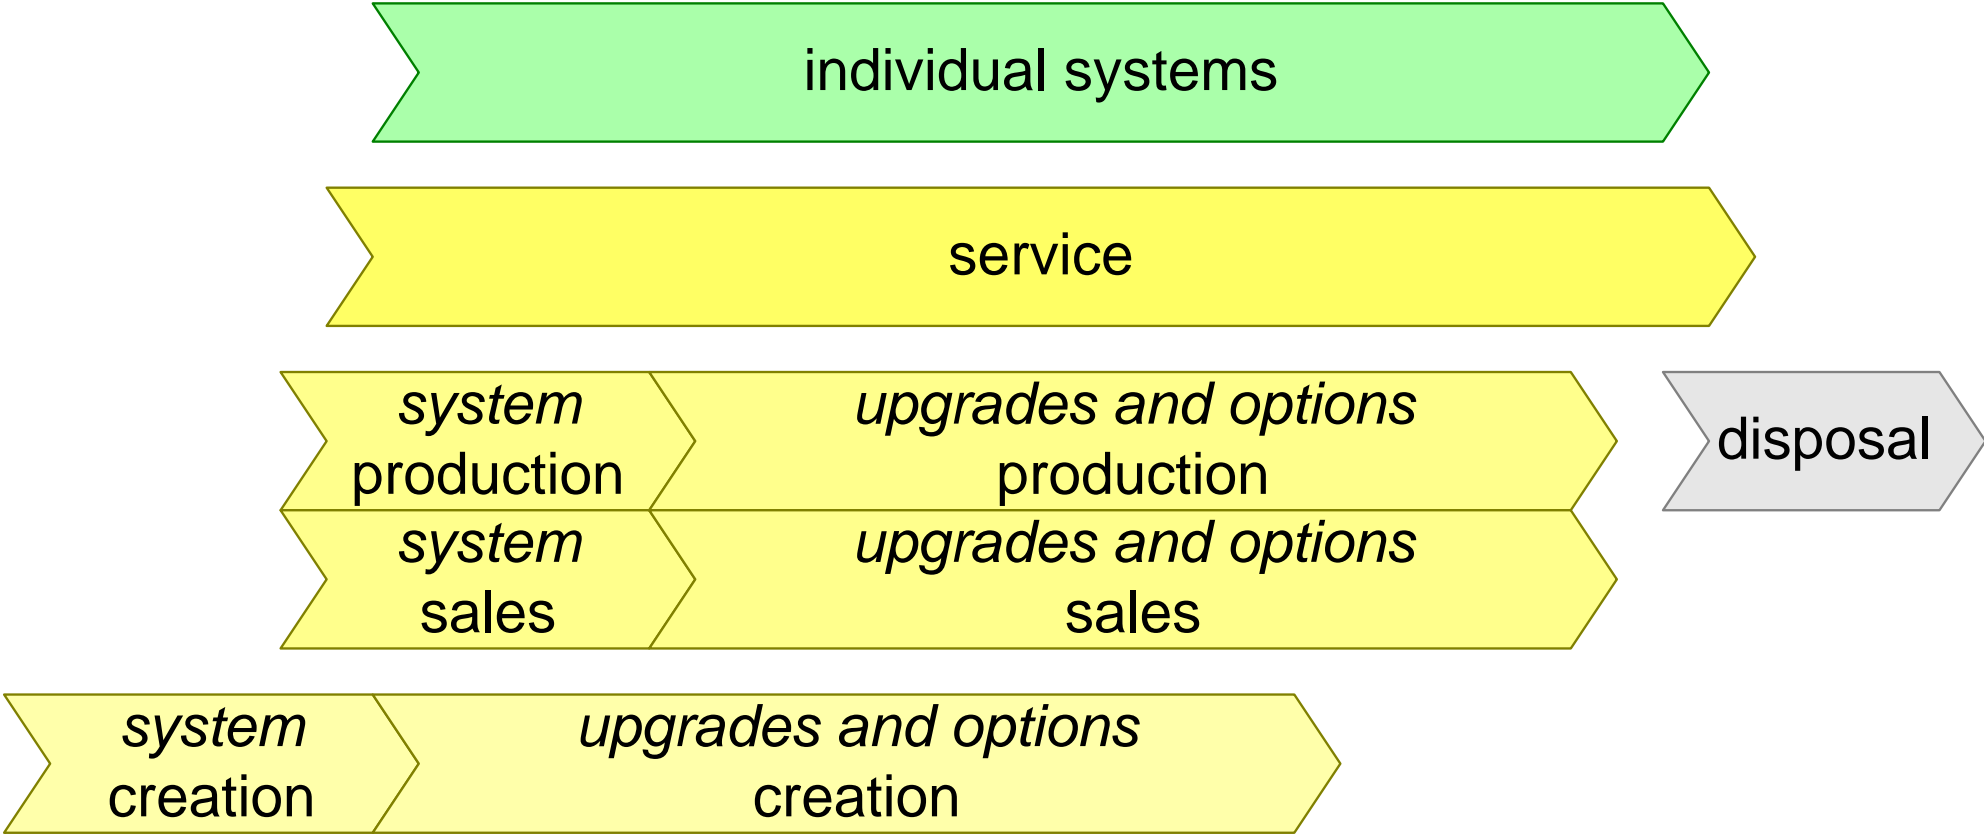 individual systems
service
system
production
upgrades and options
production
disposal
system
sales
upgrades and options
sales
system
creation
upgrades and options
creation